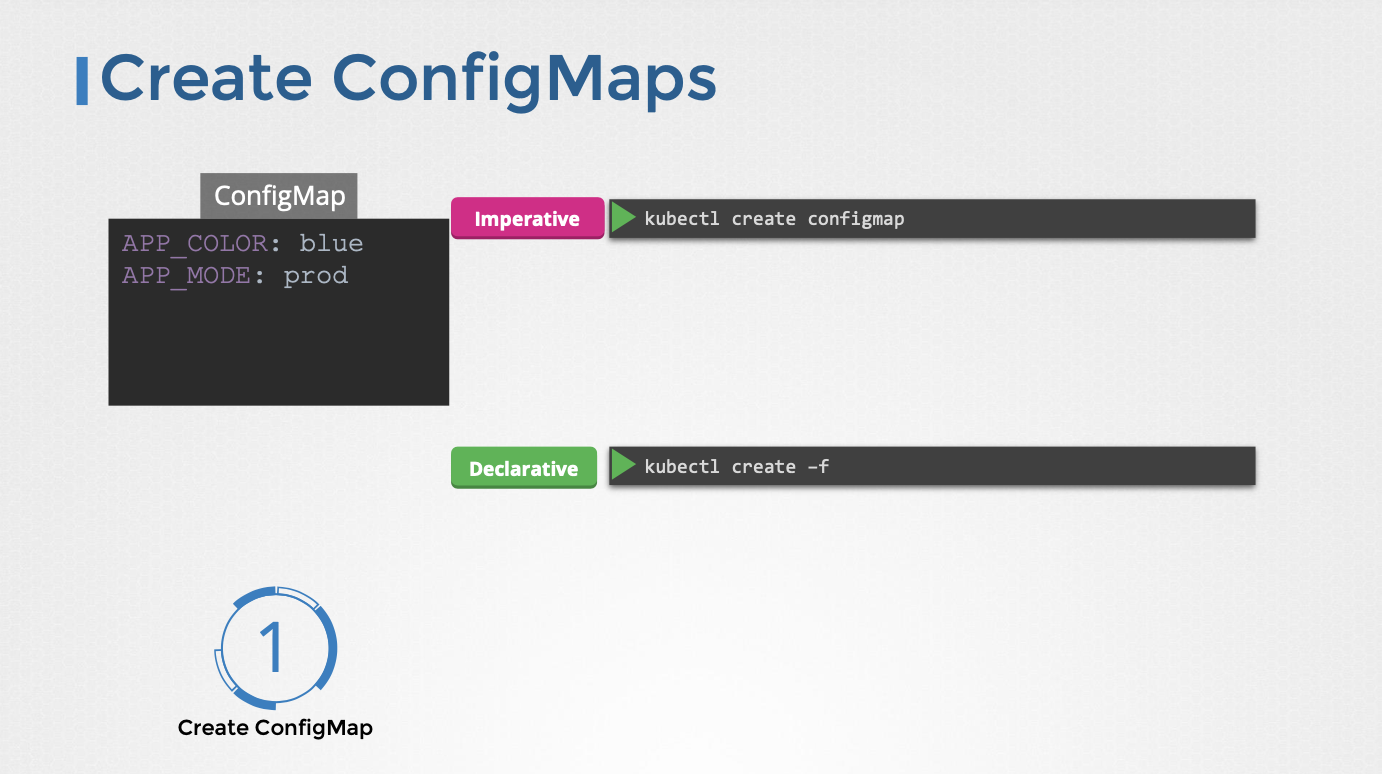 Create ConfigMaps
ConfigMap
APP_COLOR: blue
APP_MODE: prod
Imperative
kubectl create configmap
Declarative
kubectl create –f
1
Create ConfigMap